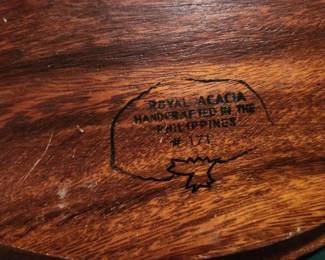 ROYAL ACACIA
HANDCRAFTED IN THE
PHILIPPINES
# 171